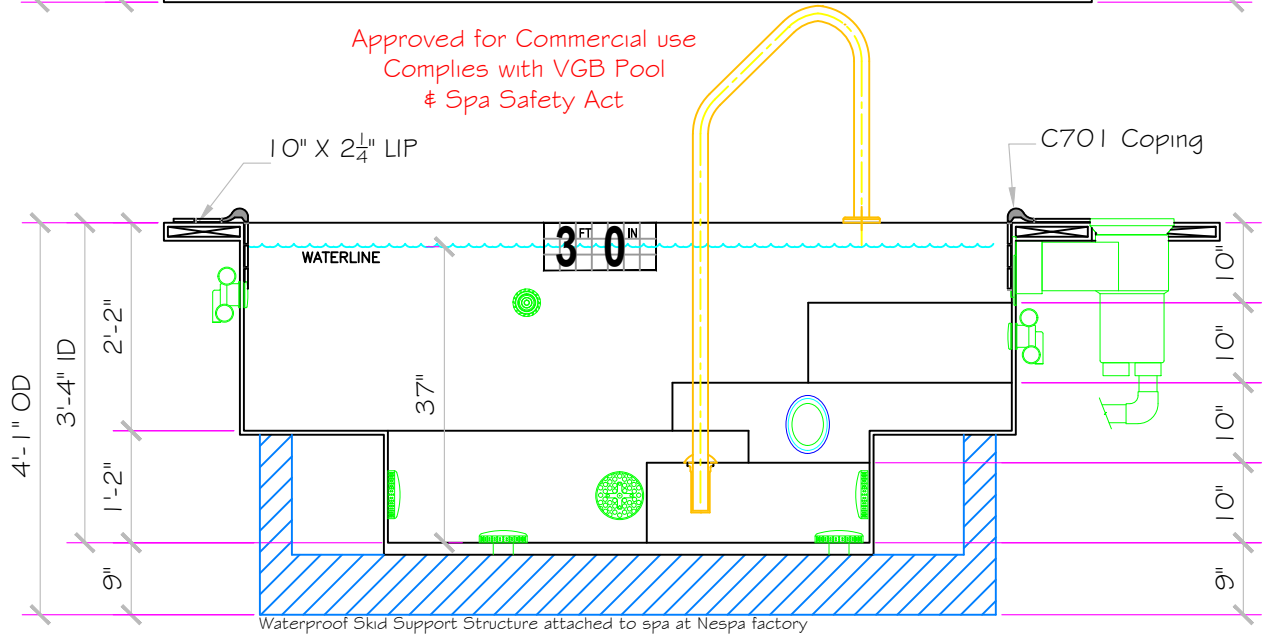 Approved for Commercial use
Complies with VGB Pool
& Spa Safety Act
10" X 2¼" LIP
C701 Coping
3 FT 0 IN
WATERLINE
4'-1" OD
3'-4" ID
2'-2"
1'-2"
9"
37"
10"
10"
10"
10"
9"
Waterproof Skid Support Structure attached to spa at Nespa factory